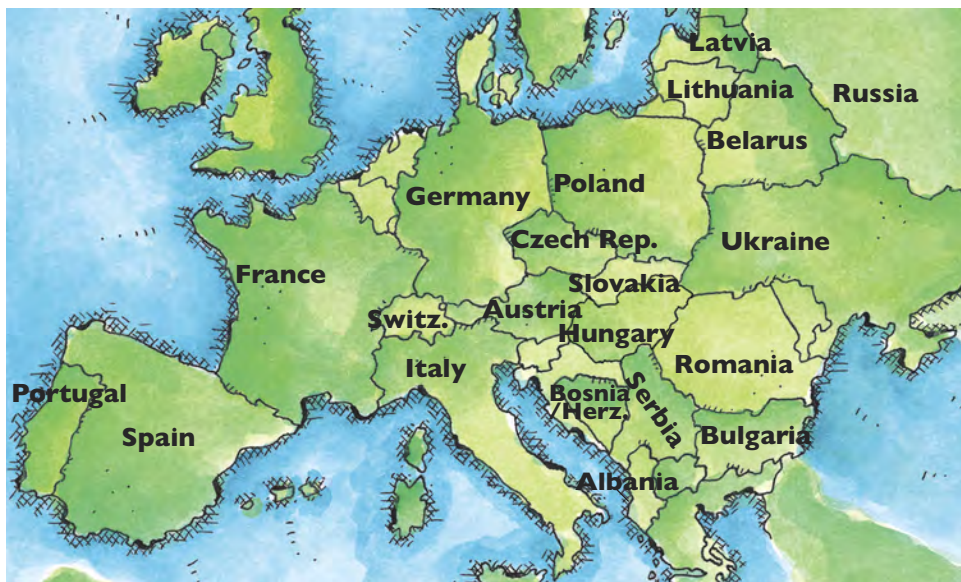 Latvia
Lithuania
Russia
Belarus
Germany
Poland
Czech Rep.
Ukraine
France
Slovakia
Austria
Switz.
Hungary
Italy
Romania
Portugal
Bosnia
/Herz.
Serbia
Spain
Bulgaria
Albania